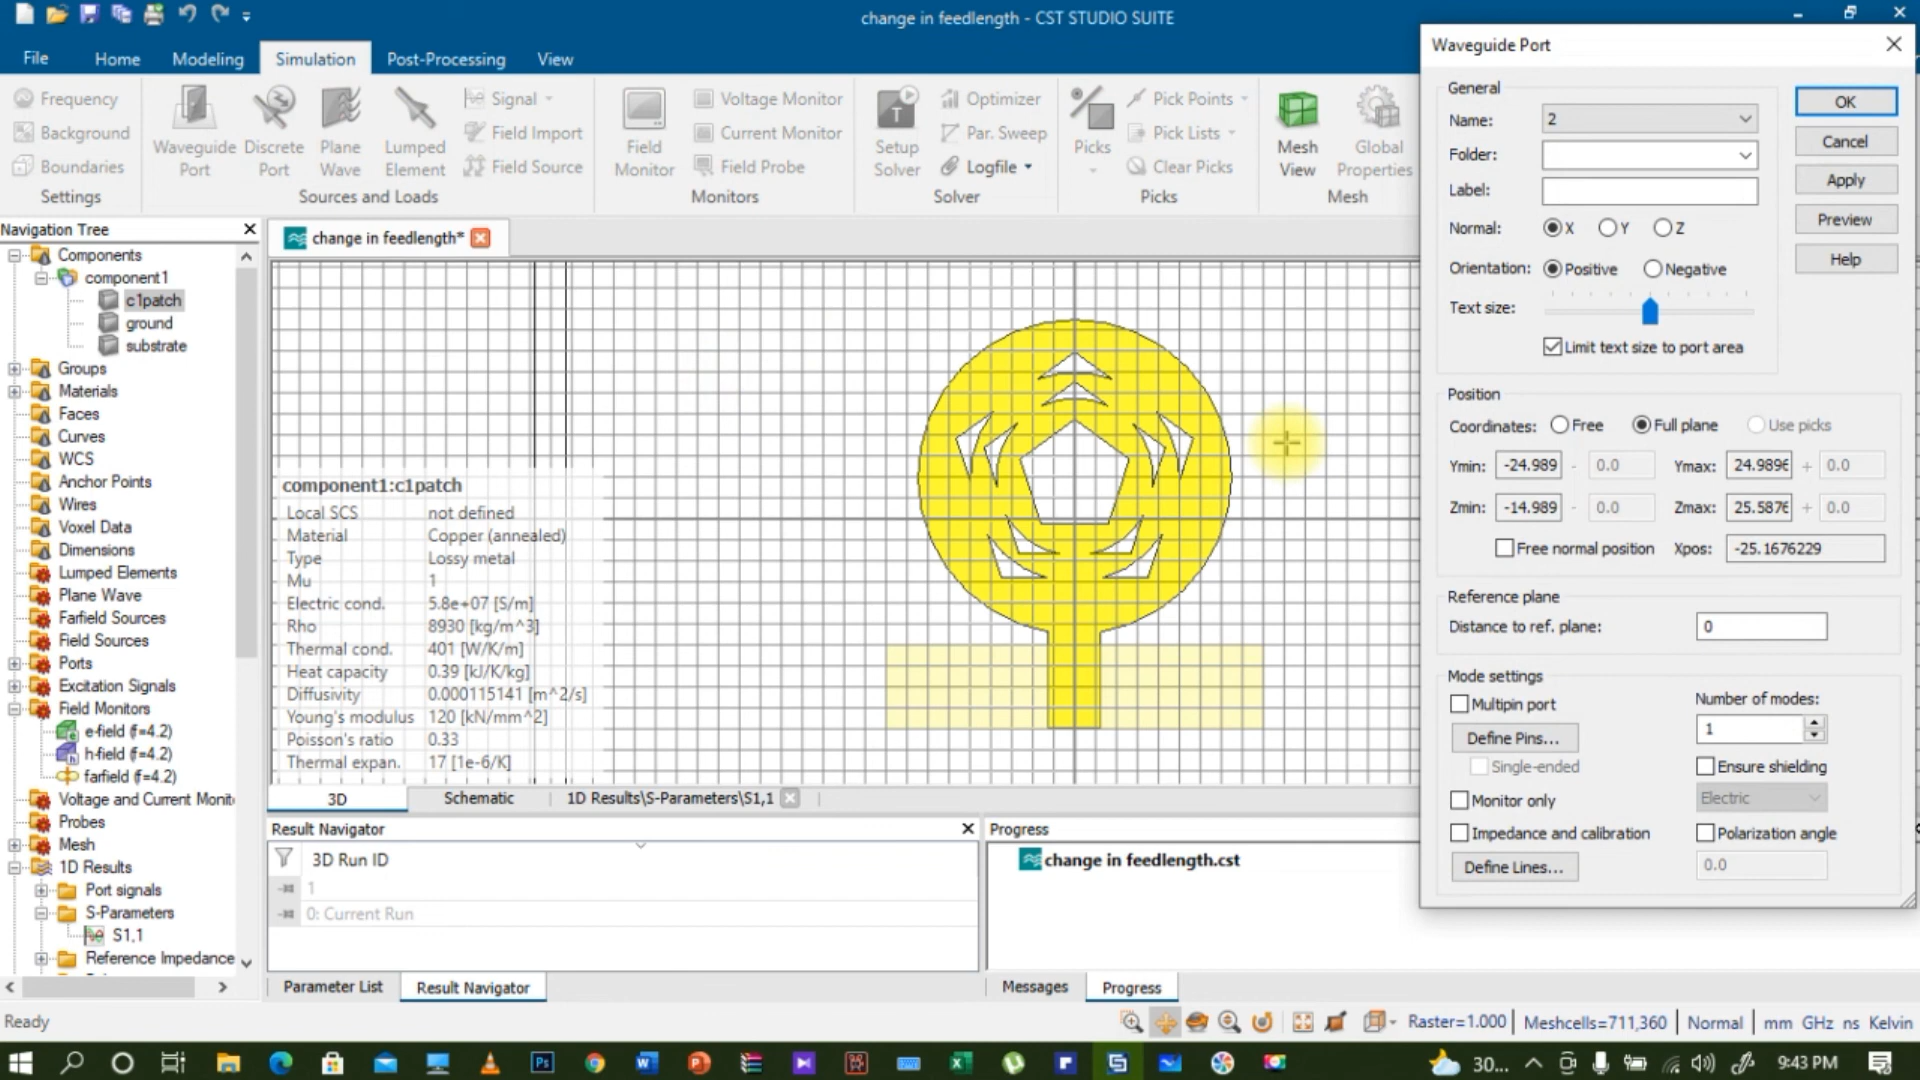 change in feedlength - CST STUDIO SUITE
File
Home
Modeling
Simulation
Post-Processing
View
Frequency
Background
Boundaries
Settings
Waveguide Port
Discrete Port
Plane Wave
Lumped Element
Signal
Field Import
Field Source
Sources and Loads
Field Monitor
Voltage Monitor
Current Monitor
Field Probe
Monitors
Setup Solver
Optimizer
Par. Sweep
Logfile
Solver
Picks
Pick Points
Pick Lists
Clear Picks
Picks
Mesh View
Global Properties
Mesh
Navigation Tree
Components
component1
c1patch
ground
substrate
Groups
Materials
Faces
Curves
WCS
Anchor Points
Wires
Voxel Data
Dimensions
Lumped Elements
Plane Wave
Farfield Sources
Field Sources
Ports
Excitation Signals
Field Monitors
e-field (f=4.2)
h-field (f=4.2)
farfield (f=4.2)
Voltage and Current Monit
Probes
Mesh
1D Results
Port signals
S-Parameters
S1,1
Reference Impedance
change in feedlength*
component1:c1patch
Local SCS not defined
Material Copper (annealed)
Type Lossy metal
Mu 1
Electric cond. 5.8e+07 [S/m]
Rho 8930 [kg/m^3]
Thermal cond. 401 [W/K/m]
Heat capacity 0.39 [kJ/K/kg]
Diffusivity 0.000115141 [m^2/s]
Young's modulus 120 [kN/mm^2]
Poisson's ratio 0.33
Thermal expan. 17 [1e-6/K]
3D
Schematic
1D Results\S-Parameters\S1,1
Result Navigator
3D Run ID
1
0: Current Run
Parameter List
Result Navigator
Progress
change in feedlength.cst
Messages
Progress
Waveguide Port
General
Name: 2
Folder:
Label:
Normal: X Y Z
Orientation: Positive Negative
Text size:
Limit text size to port area
OK
Cancel
Apply
Preview
Help
Position
Coordinates: Free Full plane Use picks
Ymin: -24.989 - 0.0 Ymax: 24.9896 + 0.0
Zmin: -14.989 - 0.0 Zmax: 25.5876 + 0.0
Free normal position Xpos: -25.1676229
Reference plane
Distance to ref. plane: 0
Mode settings
Multipin port
Number of modes:
Define Pins...
1
Single-ended
Ensure shielding
Monitor only
Electric
Impedance and calibration
Polarization angle
Define Lines...
0.0
Ready
Raster=1.000 Meshcells=711,360 Normal mm GHz ns Kelvin
30...
9:43 PM